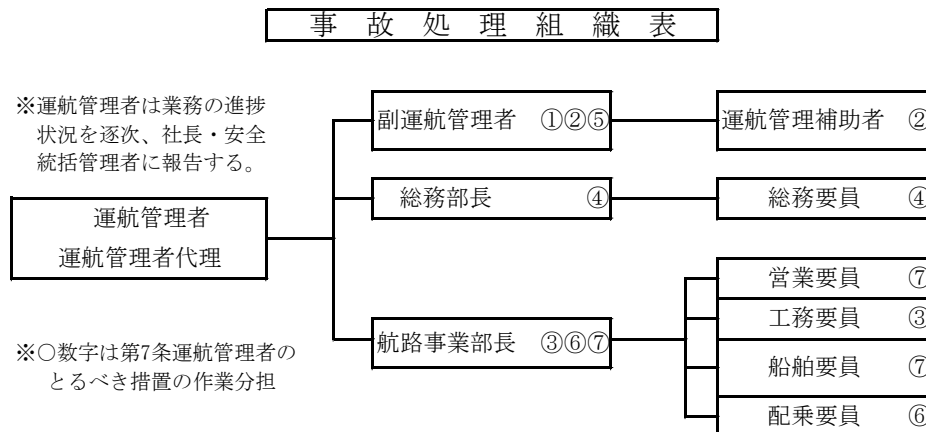 事故処理組織表
※運航管理者は業務の進捗
状況を逐次、社長・安全
統括管理者に報告する。
運航管理者
運航管理者代理
※○数字は第7条運航管理者の
とるべき措置の作業分担
副運航管理者 ①②⑤
運航管理補助者 ②
総務部長 ④
総務要員 ④
航路事業部長 ③⑥⑦
営業要員 ⑦
工務要員 ③
船舶要員 ⑦
配乗要員 ⑥